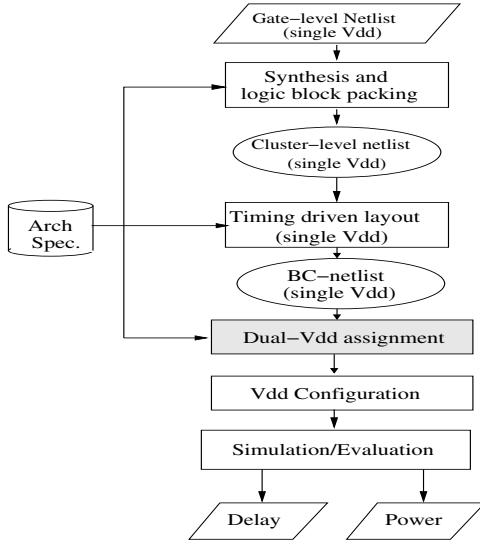 Gate-level Netlist
(single Vdd)
Synthesis and
logic block packing
Cluster-level netlist
(single Vdd)
Arch
Spec.
Timing driven layout
(single Vdd)
BC-netlist
(single Vdd)
Dual-Vdd assignment
Vdd Configuration
Simulation/Evaluation
Delay
Power